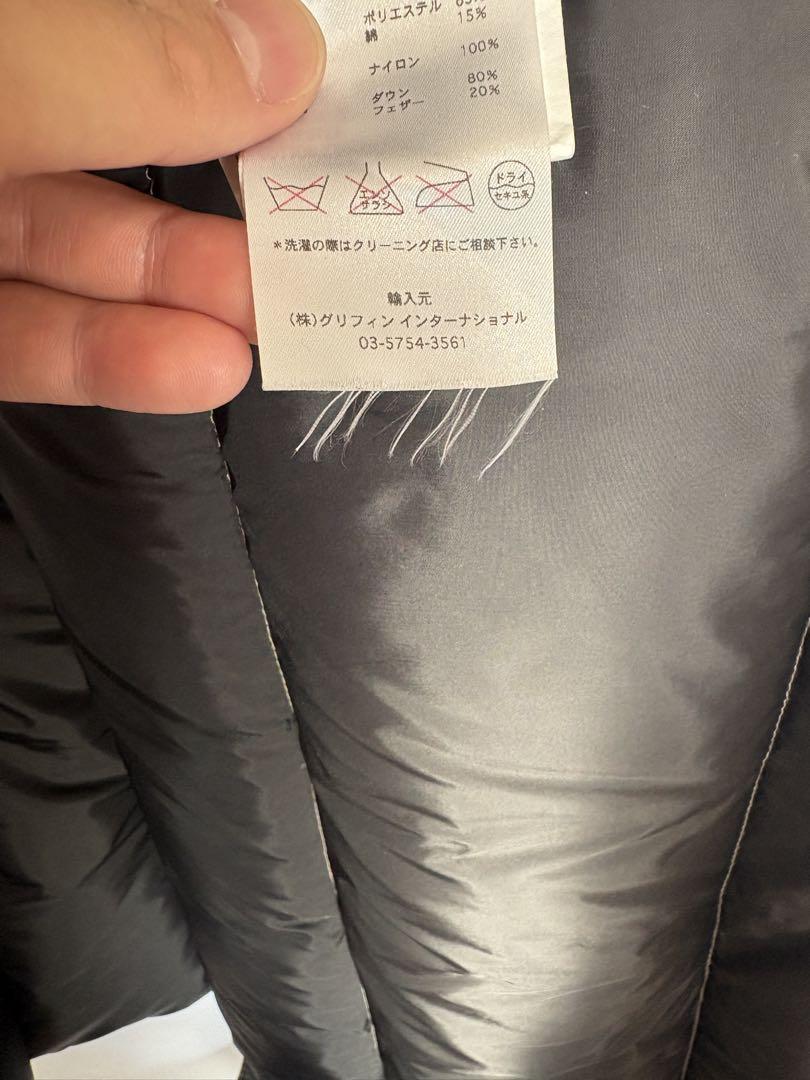 ポリエステル
綿 15%
ナイロン 100%
ダウン 80%
フェザー 20%
エンソ
サラシ
ドライ
セキユ系
＊洗濯の際はクリーニング店にご相談下さい。
輸入元
(株)グリフィン インターナショナル
03-5754-3561